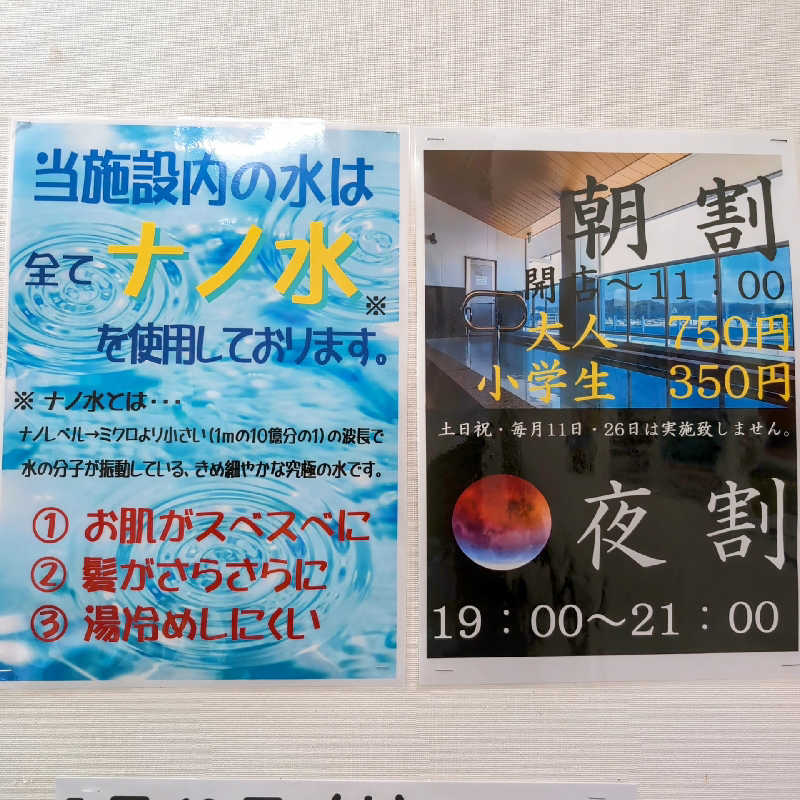 当施設内の水は
全て ナノ水※
を使用しております。
※ ナノ水とは・・・
ナノレベル→ミクロより小さい(1mの10億分の1)の波長で
水の分子が振動している、きめ細やかな究極の水です。
① お肌がスベスベに
② 髪がさらさらに
③ 湯冷めしにくい
朝 割
開店~11:00
大人 750円
小学生 350円
土日祝・毎月11日・26日は実施致しません。
夜 割
19:00~21:00